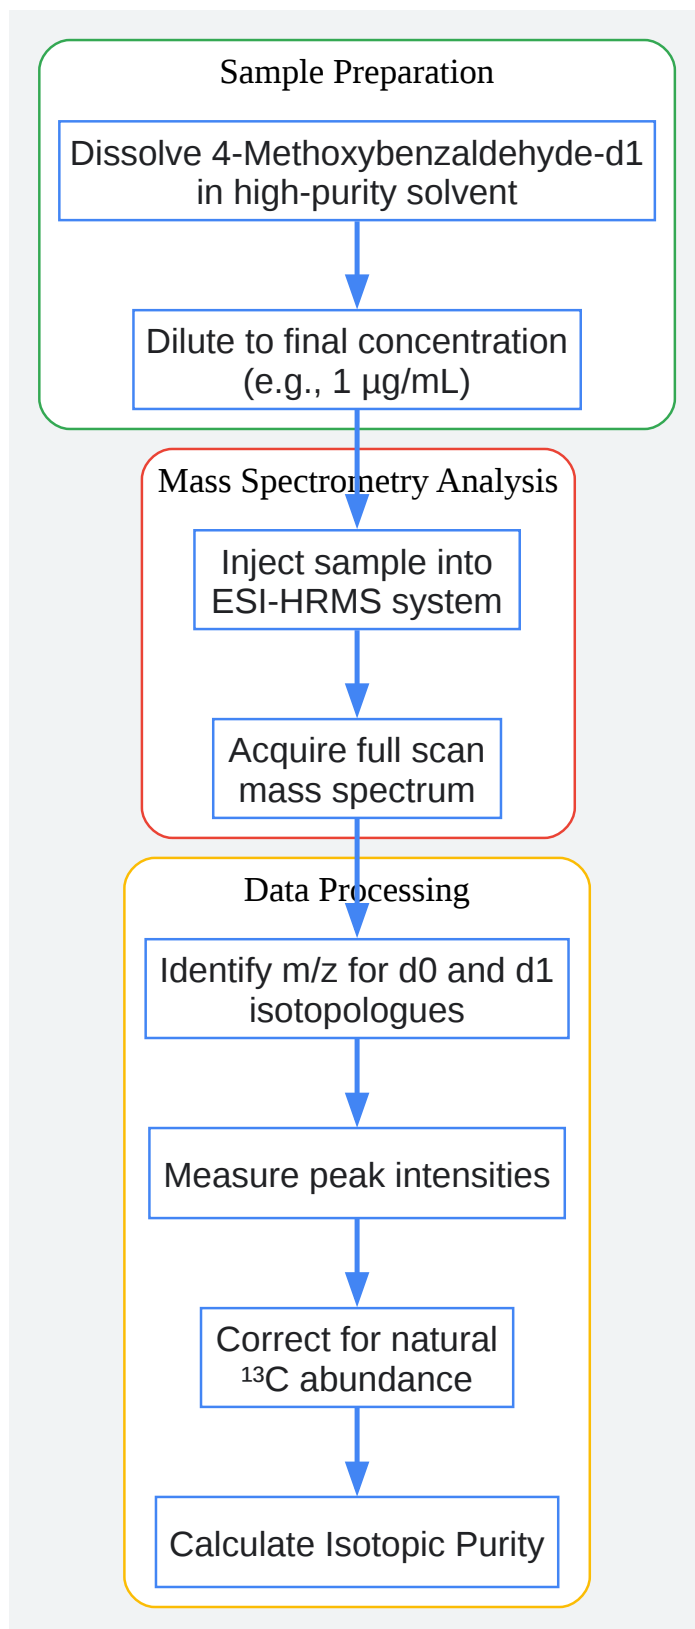 Sample Preparation
Dissolve 4-Methoxybenzaldehyde-d1
in high-purity solvent
Dilute to final concentration
(e.g., 1 µg/mL)
Mass Spectrometry Analysis
Inject sample into
ESI-HRMS system
Acquire full scan
mass spectrum
Data Processing
Identify m/z for d0 and d1
isotopologues
Measure peak intensities
Correct for natural
¹³C abundance
Calculate Isotopic Purity